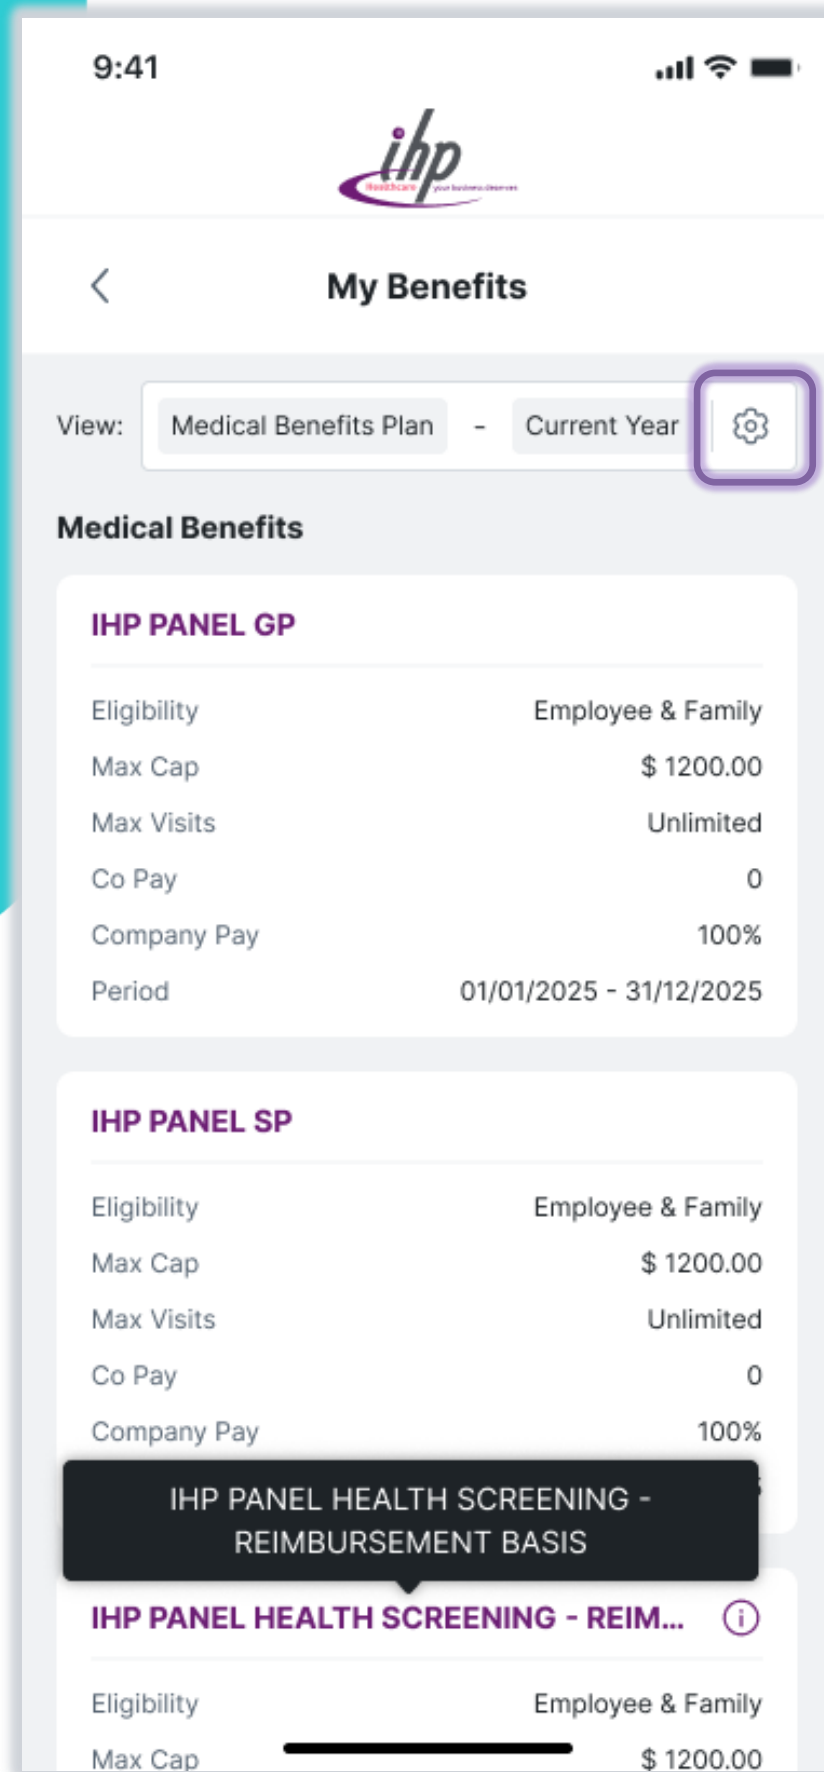 9:41
ihp
Healthcare your business deserves
My Benefits
View: Medical Benefits Plan - Current Year
Medical Benefits
IHP PANEL GP
Eligibility Employee & Family
Max Cap $ 1200.00
Max Visits Unlimited
Co Pay 0
Company Pay 100%
Period 01/01/2025 - 31/12/2025
IHP PANEL SP
Eligibility Employee & Family
Max Cap $ 1200.00
Max Visits Unlimited
Co Pay 0
Company Pay 100%
IHP PANEL HEALTH SCREENING -
REIMBURSEMENT BASIS
IHP PANEL HEALTH SCREENING - REIM...
Eligibility Employee & Family
Max Cap $ 1200.00